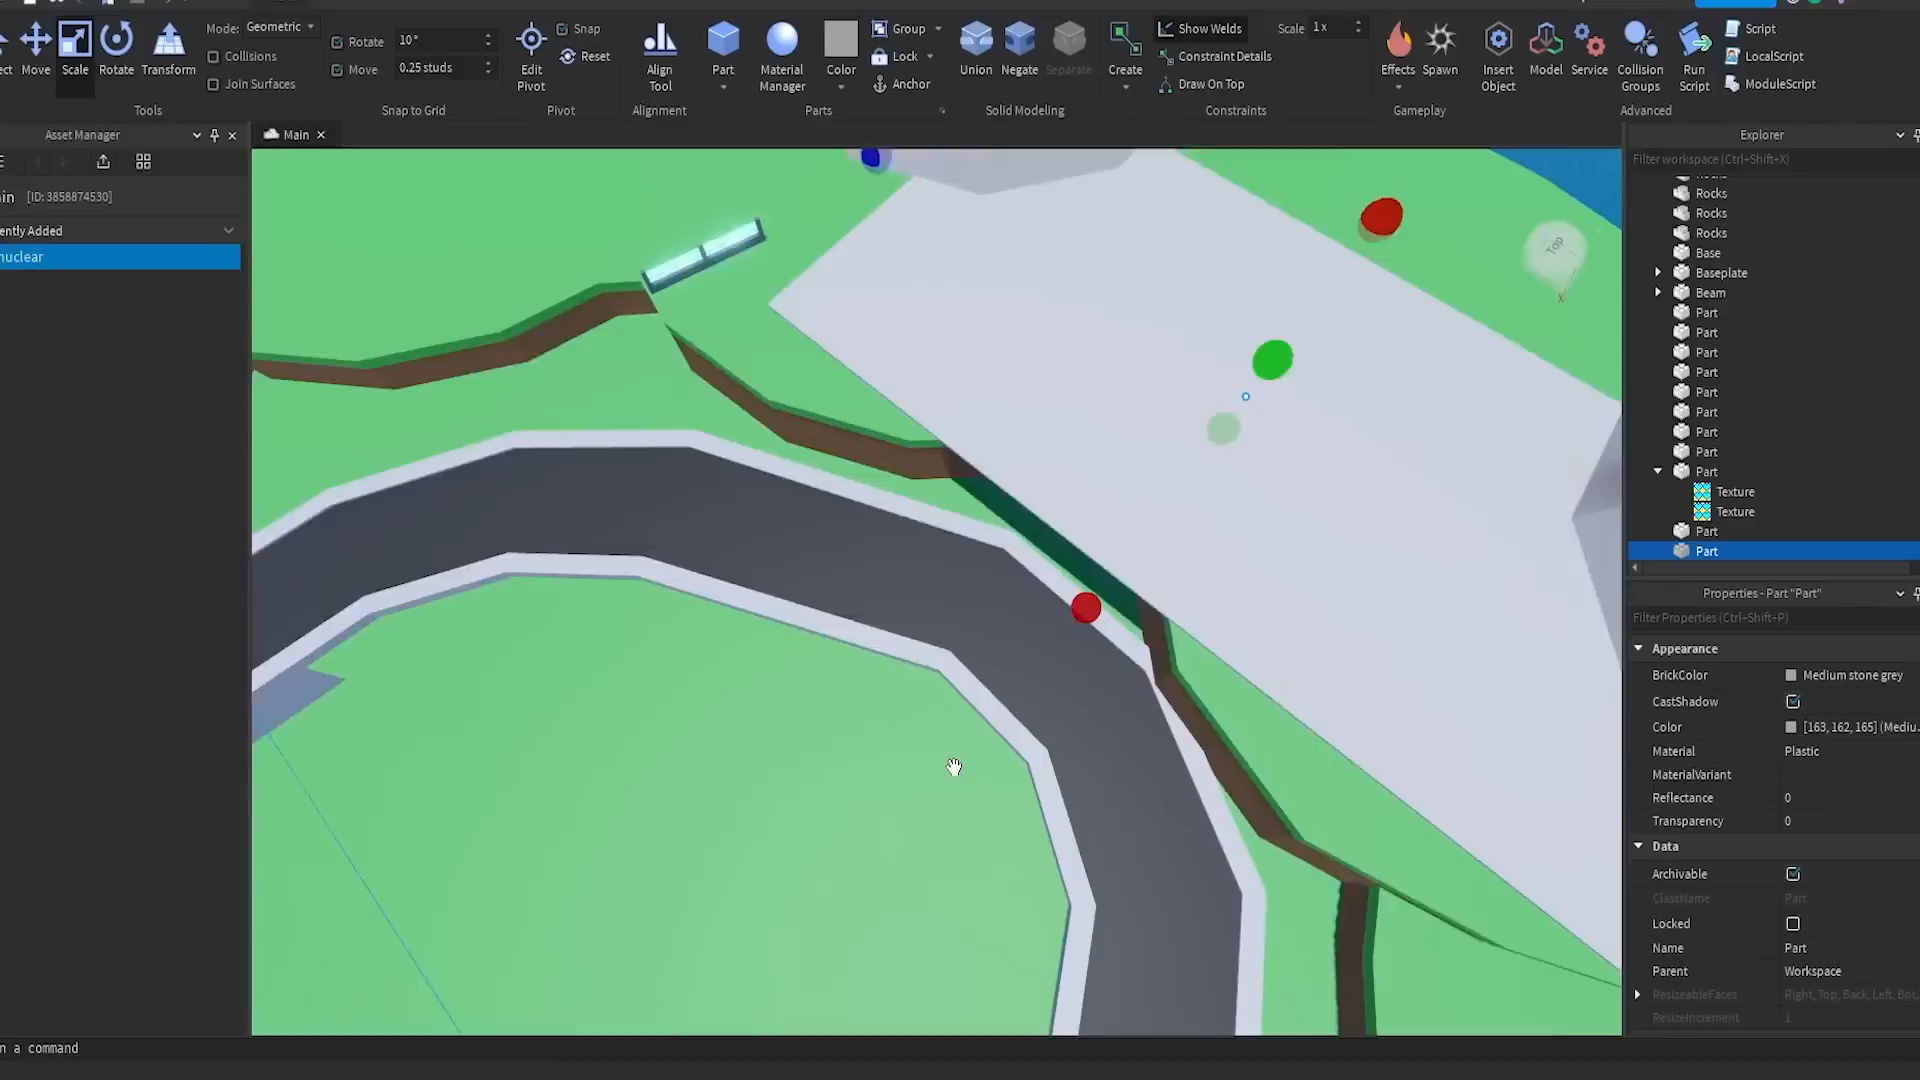 ect
Move
Scale
Rotate
Transform
Mode: Geometric
Collisions
Join Surfaces
Tools
Rotate 10°
Move 0.25 studs
Snap to Grid
Edit Pivot
Snap
Reset
Pivot
Align Tool
Alignment
Part
Material Manager
Color
Group
Lock
Anchor
Parts
Union
Negate
Separate
Solid Modeling
Create
Show Welds
Constraint Details
Draw On Top
Scale 1x
Constraints
Effects
Spawn
Gameplay
Insert Object
Model
Service
Collision Groups
Run Script
Script
LocalScript
ModuleScript
Advanced
Asset Manager
in [ID: 3858874530]
ently Added
nuclear
Main
Top
X
Explorer
Filter workspace (Ctrl+Shift+X)
Rocks
Rocks
Rocks
Rocks
Base
Baseplate
Beam
Part
Part
Part
Part
Part
Part
Part
Part
Part
Texture
Texture
Part
Part
Properties - Part "Part"
Filter Properties (Ctrl+Shift+P)
Appearance
BrickColor Medium stone grey
CastShadow
Color [163, 162, 165] (Mediu...
Material Plastic
MaterialVariant
Reflectance 0
Transparency 0
Data
Archivable
ClassName Part
Locked
Name Part
Parent Workspace
ResizeableFaces Right, Top, Back, Left, Bot...
ResizeIncrement 1
n a command